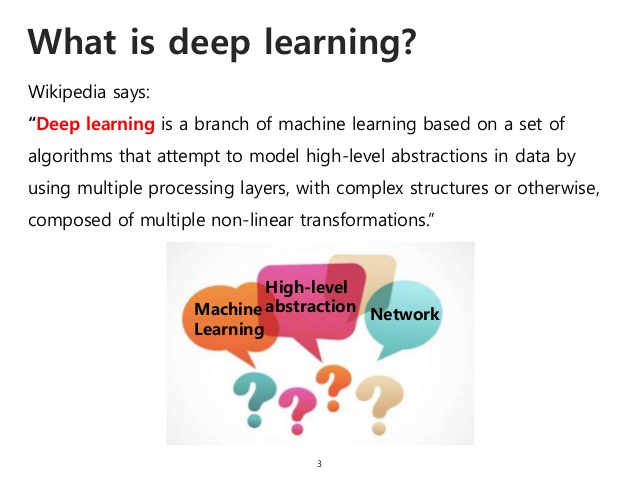 What is deep learning?
Wikipedia says:
“Deep learning is a branch of machine learning based on a set of
algorithms that attempt to model high-level abstractions in data by
using multiple processing layers, with complex structures or otherwise,
composed of multiple non-linear transformations.”
Machine
Learning
High-level
abstraction
Network
? ? ? ?
3